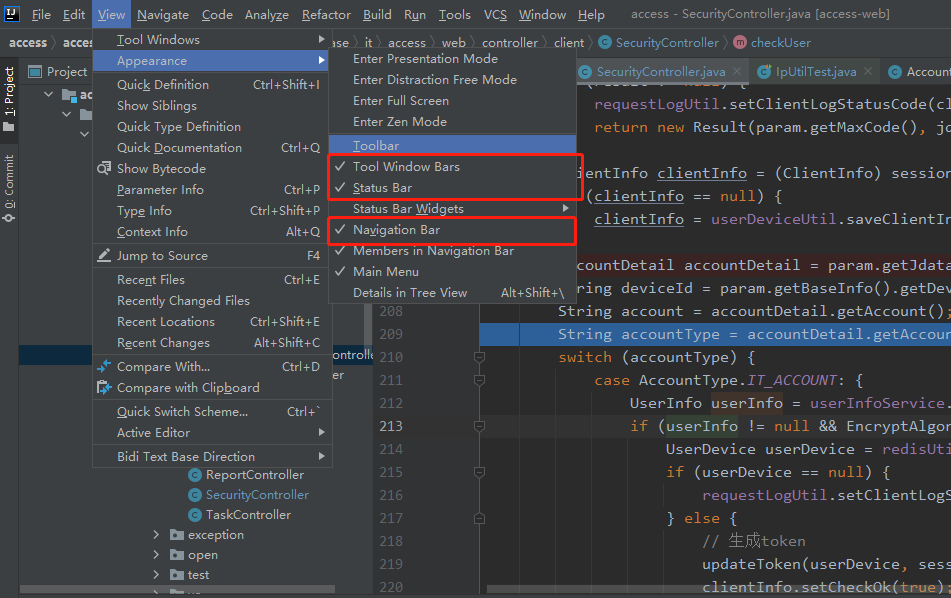 File Edit View Navigate Code Analyze Refactor Build Run Tools VCS Window Help access - SecurityController.java [access-web]
access it access web controller client SecurityController checkUser
1: Project
0: Commit
Project
Tool Windows
Appearance
Quick Definition Ctrl+Shift+I
Show Siblings
Quick Type Definition
Quick Documentation Ctrl+Q
Show Bytecode
Parameter Info Ctrl+P
Type Info Ctrl+Shift+P
Context Info Alt+Q
Jump to Source F4
Recent Files Ctrl+E
Recently Changed Files
Recent Locations Ctrl+Shift+E
Recent Changes Alt+Shift+C
Compare With... Ctrl+D
Compare with Clipboard
Quick Switch Scheme... Ctrl+`
Active Editor
Bidi Text Base Direction
Enter Presentation Mode
Enter Distraction Free Mode
Enter Full Screen
Enter Zen Mode
Toolbar
Tool Window Bars
Status Bar
Status Bar Widgets
Navigation Bar
Members in Navigation Bar
Main Menu
Details in Tree View Alt+Shift+\
ReportController
SecurityController
TaskController
exception
open
test
SecurityController.java IpUtilTest.java Account
requestLogUtil.setClientLogStatusCode(cl
return new Result(param.getMaxCode(), jo
entInfo clientInfo = (ClientInfo) session
(clientInfo == null) {
clientInfo = userDeviceUtil.saveClientIn
countDetail accountDetail = param.getJdata
ring deviceId = param.getBaseInfo().getDev
208 String account = accountDetail.getAccount();
209 String accountType = accountDetail.getAccoun
210 switch (accountType) {
211 case AccountType.IT_ACCOUNT: {
212 UserInfo userInfo = userInfoService.
213 if (userInfo != null && EncryptAlgor
214 UserDevice userDevice = redisUti
215 if (userDevice == null) {
216 requestLogUtil.setClientLogS
217 } else {
218 // 生成token
219 updateToken(userDevice, sess
220 clientInfo.setCheckOk(true);